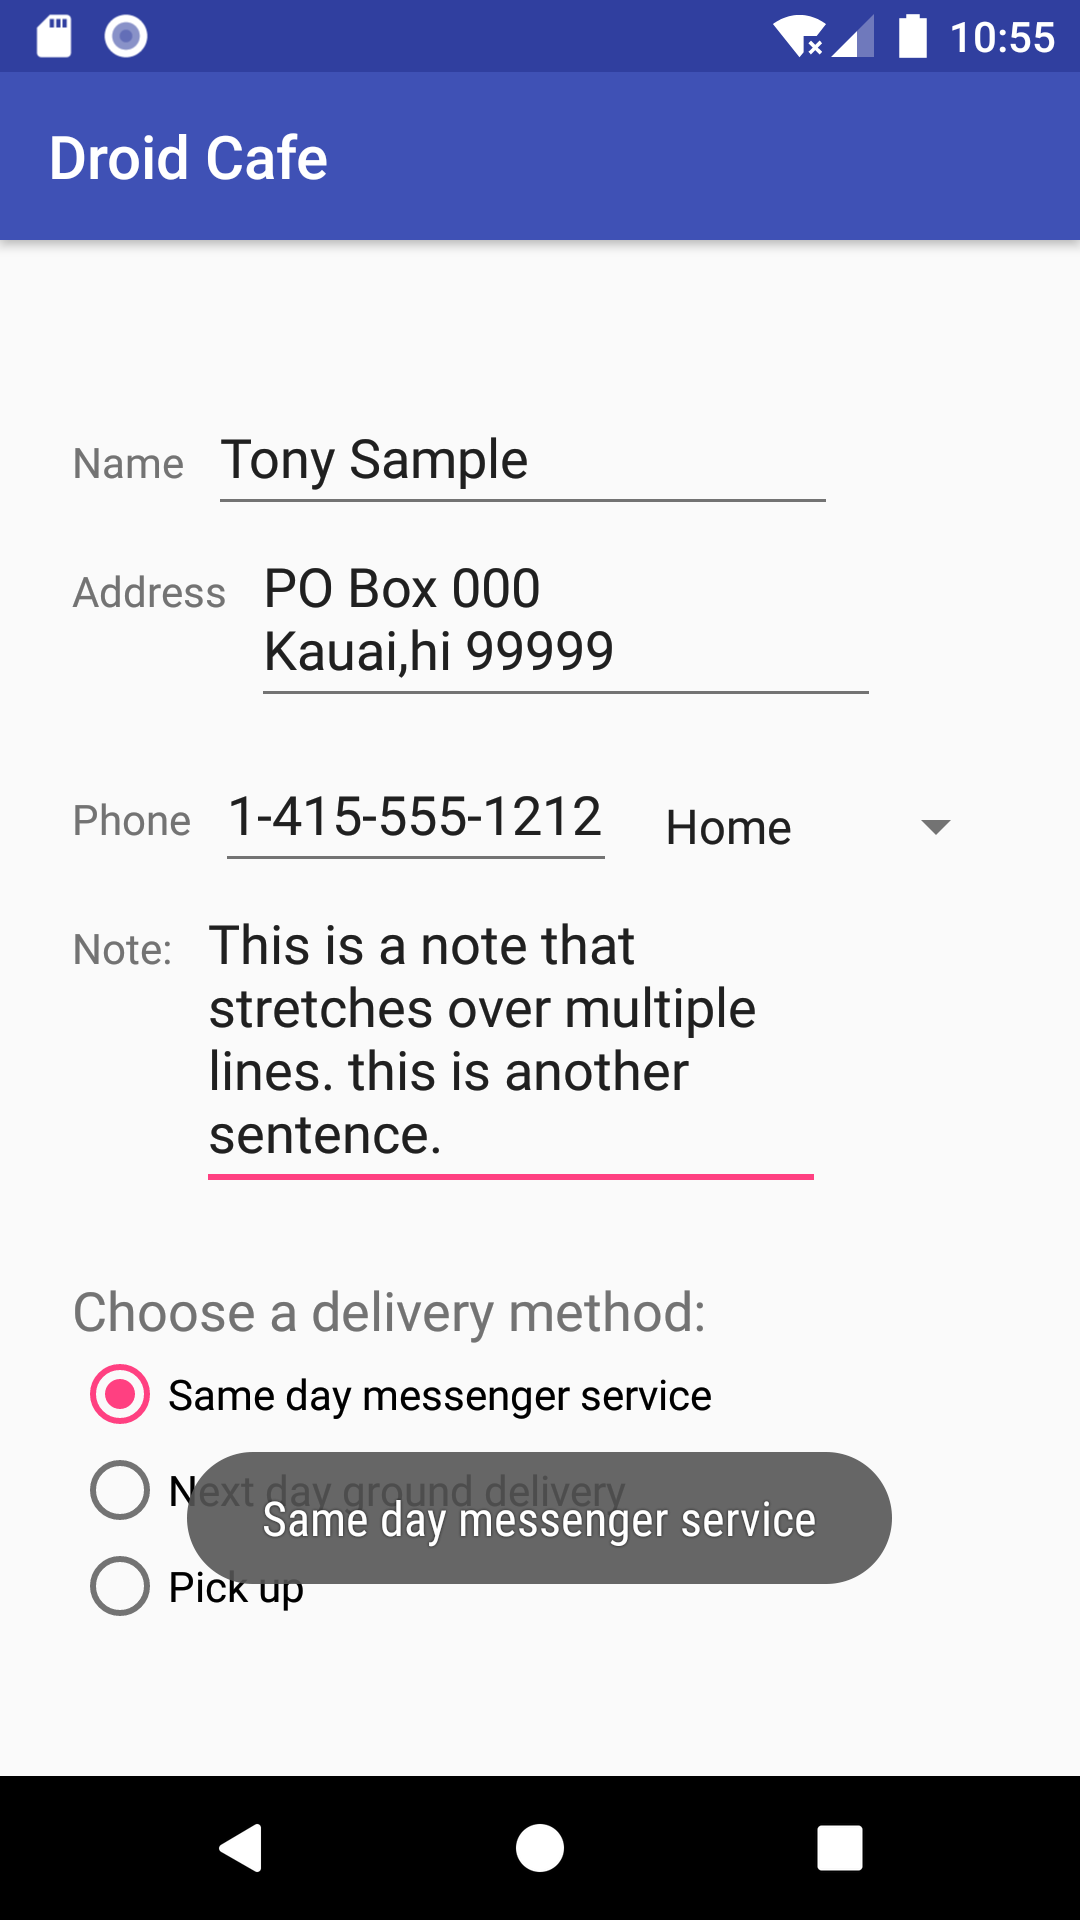 10:55
Droid Cafe
Name Tony Sample
Address PO Box 000
Kauai,hi 99999
Phone 1-415-555-1212 Home
Note: This is a note that
stretches over multiple
lines. this is another
sentence.
Choose a delivery method:
Same day messenger service
Next day ground delivery
Same day messenger service
Pick up